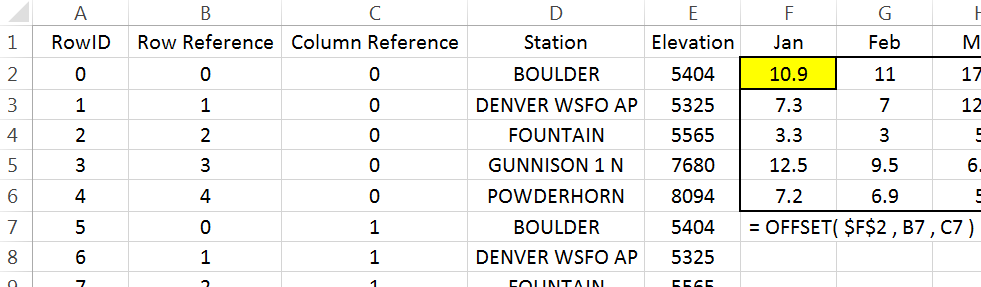 A B C D E F G
1 RowID Row Reference Column Reference Station Elevation Jan Feb M
2 0 0 0 BOULDER 5404 10.9 11 17
3 1 1 0 DENVER WSFO AP 5325 7.3 7 12
4 2 2 0 FOUNTAIN 5565 3.3 3 5
5 3 3 0 GUNNISON 1 N 7680 12.5 9.5 6.
6 4 4 0 POWDERHORN 8094 7.2 6.9 5
7 5 0 1 BOULDER 5404 = OFFSET( $F$2 , B7 , C7 )
8 6 1 1 DENVER WSFO AP 5325
9 7 2 1 FOUNTAIN 5565